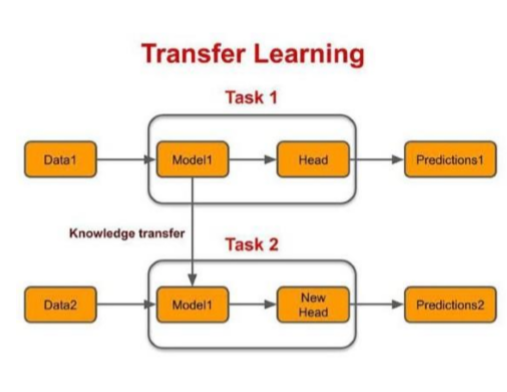 Transfer Learning
Task 1
Data1
Model1
Head
Predictions1
Knowledge transfer
Task 2
Data2
Model1
New
Head
Predictions2